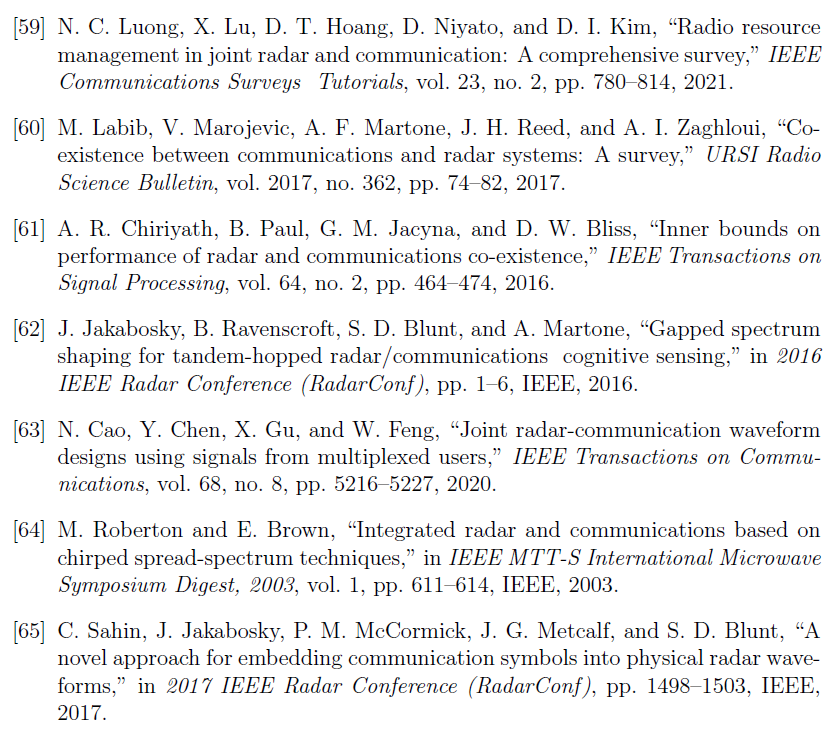 [59] N. C. Luong, X. Lu, D. T. Hoang, D. Niyato, and D. I. Kim, “Radio resource
management in joint radar and communication: A comprehensive survey,” IEEE
Communications Surveys Tutorials, vol. 23, no. 2, pp. 780–814, 2021.
[60] M. Labib, V. Marojevic, A. F. Martone, J. H. Reed, and A. I. Zaghloui, “Co-
existence between communications and radar systems: A survey,” URSI Radio
Science Bulletin, vol. 2017, no. 362, pp. 74–82, 2017.
[61] A. R. Chiriyath, B. Paul, G. M. Jacyna, and D. W. Bliss, “Inner bounds on
performance of radar and communications co-existence,” IEEE Transactions on
Signal Processing, vol. 64, no. 2, pp. 464–474, 2016.
[62] J. Jakabosky, B. Ravenscroft, S. D. Blunt, and A. Martone, “Gapped spectrum
shaping for tandem-hopped radar/communications cognitive sensing,” in 2016
IEEE Radar Conference (RadarConf), pp. 1–6, IEEE, 2016.
[63] N. Cao, Y. Chen, X. Gu, and W. Feng, “Joint radar-communication waveform
designs using signals from multiplexed users,” IEEE Transactions on Commu-
nications, vol. 68, no. 8, pp. 5216–5227, 2020.
[64] M. Roberton and E. Brown, “Integrated radar and communications based on
chirped spread-spectrum techniques,” in IEEE MTT-S International Microwave
Symposium Digest, 2003, vol. 1, pp. 611–614, IEEE, 2003.
[65] C. Sahin, J. Jakabosky, P. M. McCormick, J. G. Metcalf, and S. D. Blunt, “A
novel approach for embedding communication symbols into physical radar wave-
forms,” in 2017 IEEE Radar Conference (RadarConf), pp. 1498–1503, IEEE,
2017.